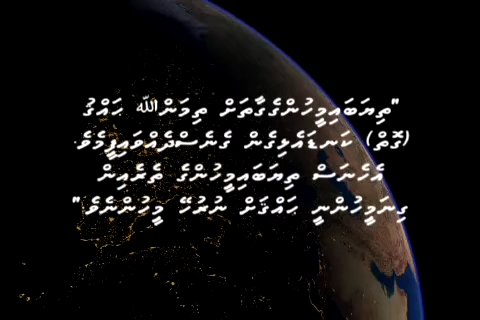 "ތިޔަބައިމީހުންގެގާތަށް ތިމަންﷲ ޙައްޤު
(ގޮތް) ކަނޑައެޅިގެން ގެނެސްދެއްވައިފީމެވެ.
އެހެނަސް ތިޔަބައިމީހުންގެ ތެރެއިން
ގިނަމީހުންނީ ޙައްޤަށް ނުރުހޭ މީހުންނެވެ."